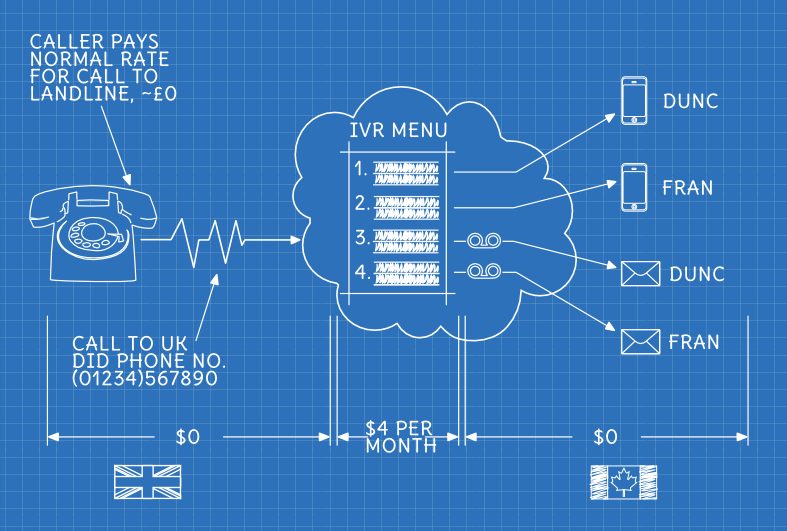 CALLER PAYS
NORMAL RATE
FOR CALL TO
LANDLINE, ~£0
IVR MENU
1.
2.
3.
4.
DUNC
FRAN
DUNC
FRAN
CALL TO UK
DID PHONE NO.
(01234)567890
$0
$4 PER
MONTH
$0